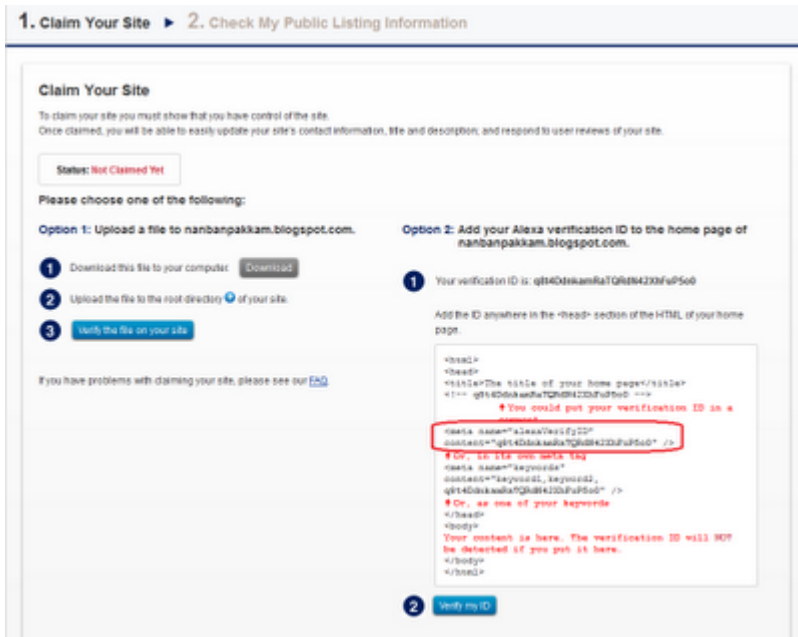 1. Claim Your Site ▶ 2. Check My Public Listing Information
Claim Your Site
To claim your site you must show that you have control of the site.
Once claimed, you will be able to easily update your site's contact information, title and description, and respond to user reviews of your site.
Status: Not Claimed Yet
Please choose one of the following:
Option 1: Upload a file to nanbanpakkam.blogspot.com.
1 Download this file to your computer. Download
2 Upload the file to the root directory of your site.
3 Verify the file on your site
If you have problems with claiming your site, please see our FAQ.
Option 2: Add your Alexa verification ID to the home page of
nanbanpakkam.blogspot.com.
1 Your verification ID is:
Add the ID anywhere in the <head> section of the HTML of your home
page.
<html>
<head>
<title>The title of your home page</title>
<!-- -->
You could put your verification ID in a
<meta name="alexaVerifyID"
content="" />
Or, in its own meta tag
<meta name="keywords"
content="keyword1, keyword2,
" />
Or, as one of your keywords
</head>
<body>
Your content is here. The verification ID will NOT
be detected if you put it here.
</body>
</html>
2 Verify my ID